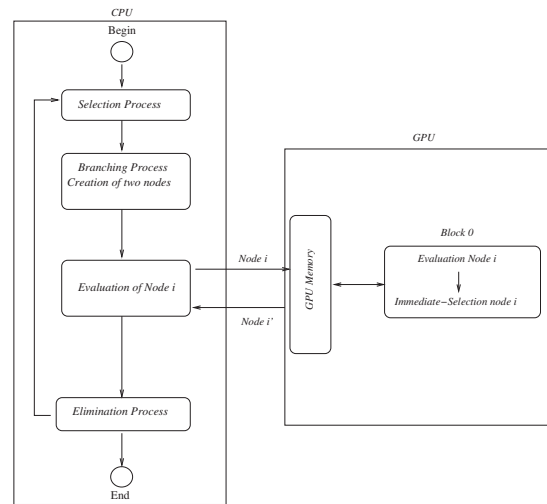 CPU
Begin
Selection Process
Branching Process
Creation of two nodes
Evaluation of Node i
Elimination Process
End
Node i
Node i'
GPU
GPU Memory
Block 0
Evaluation Node i
Immediate−Selection node i